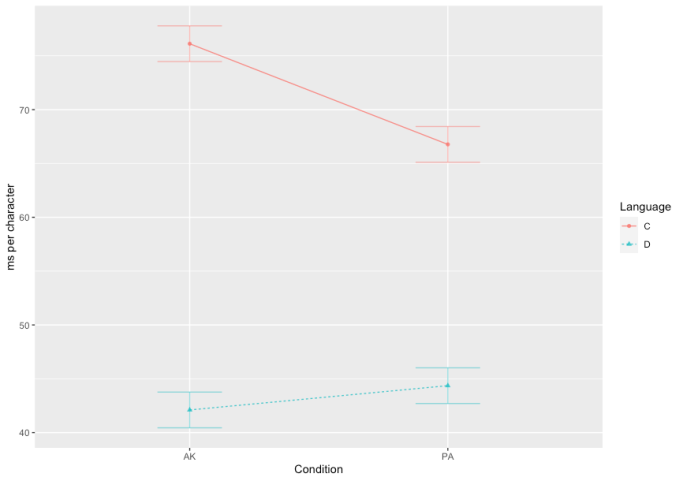 ms per character
70
60
50
40
AK
PA
Condition
Language
C
D